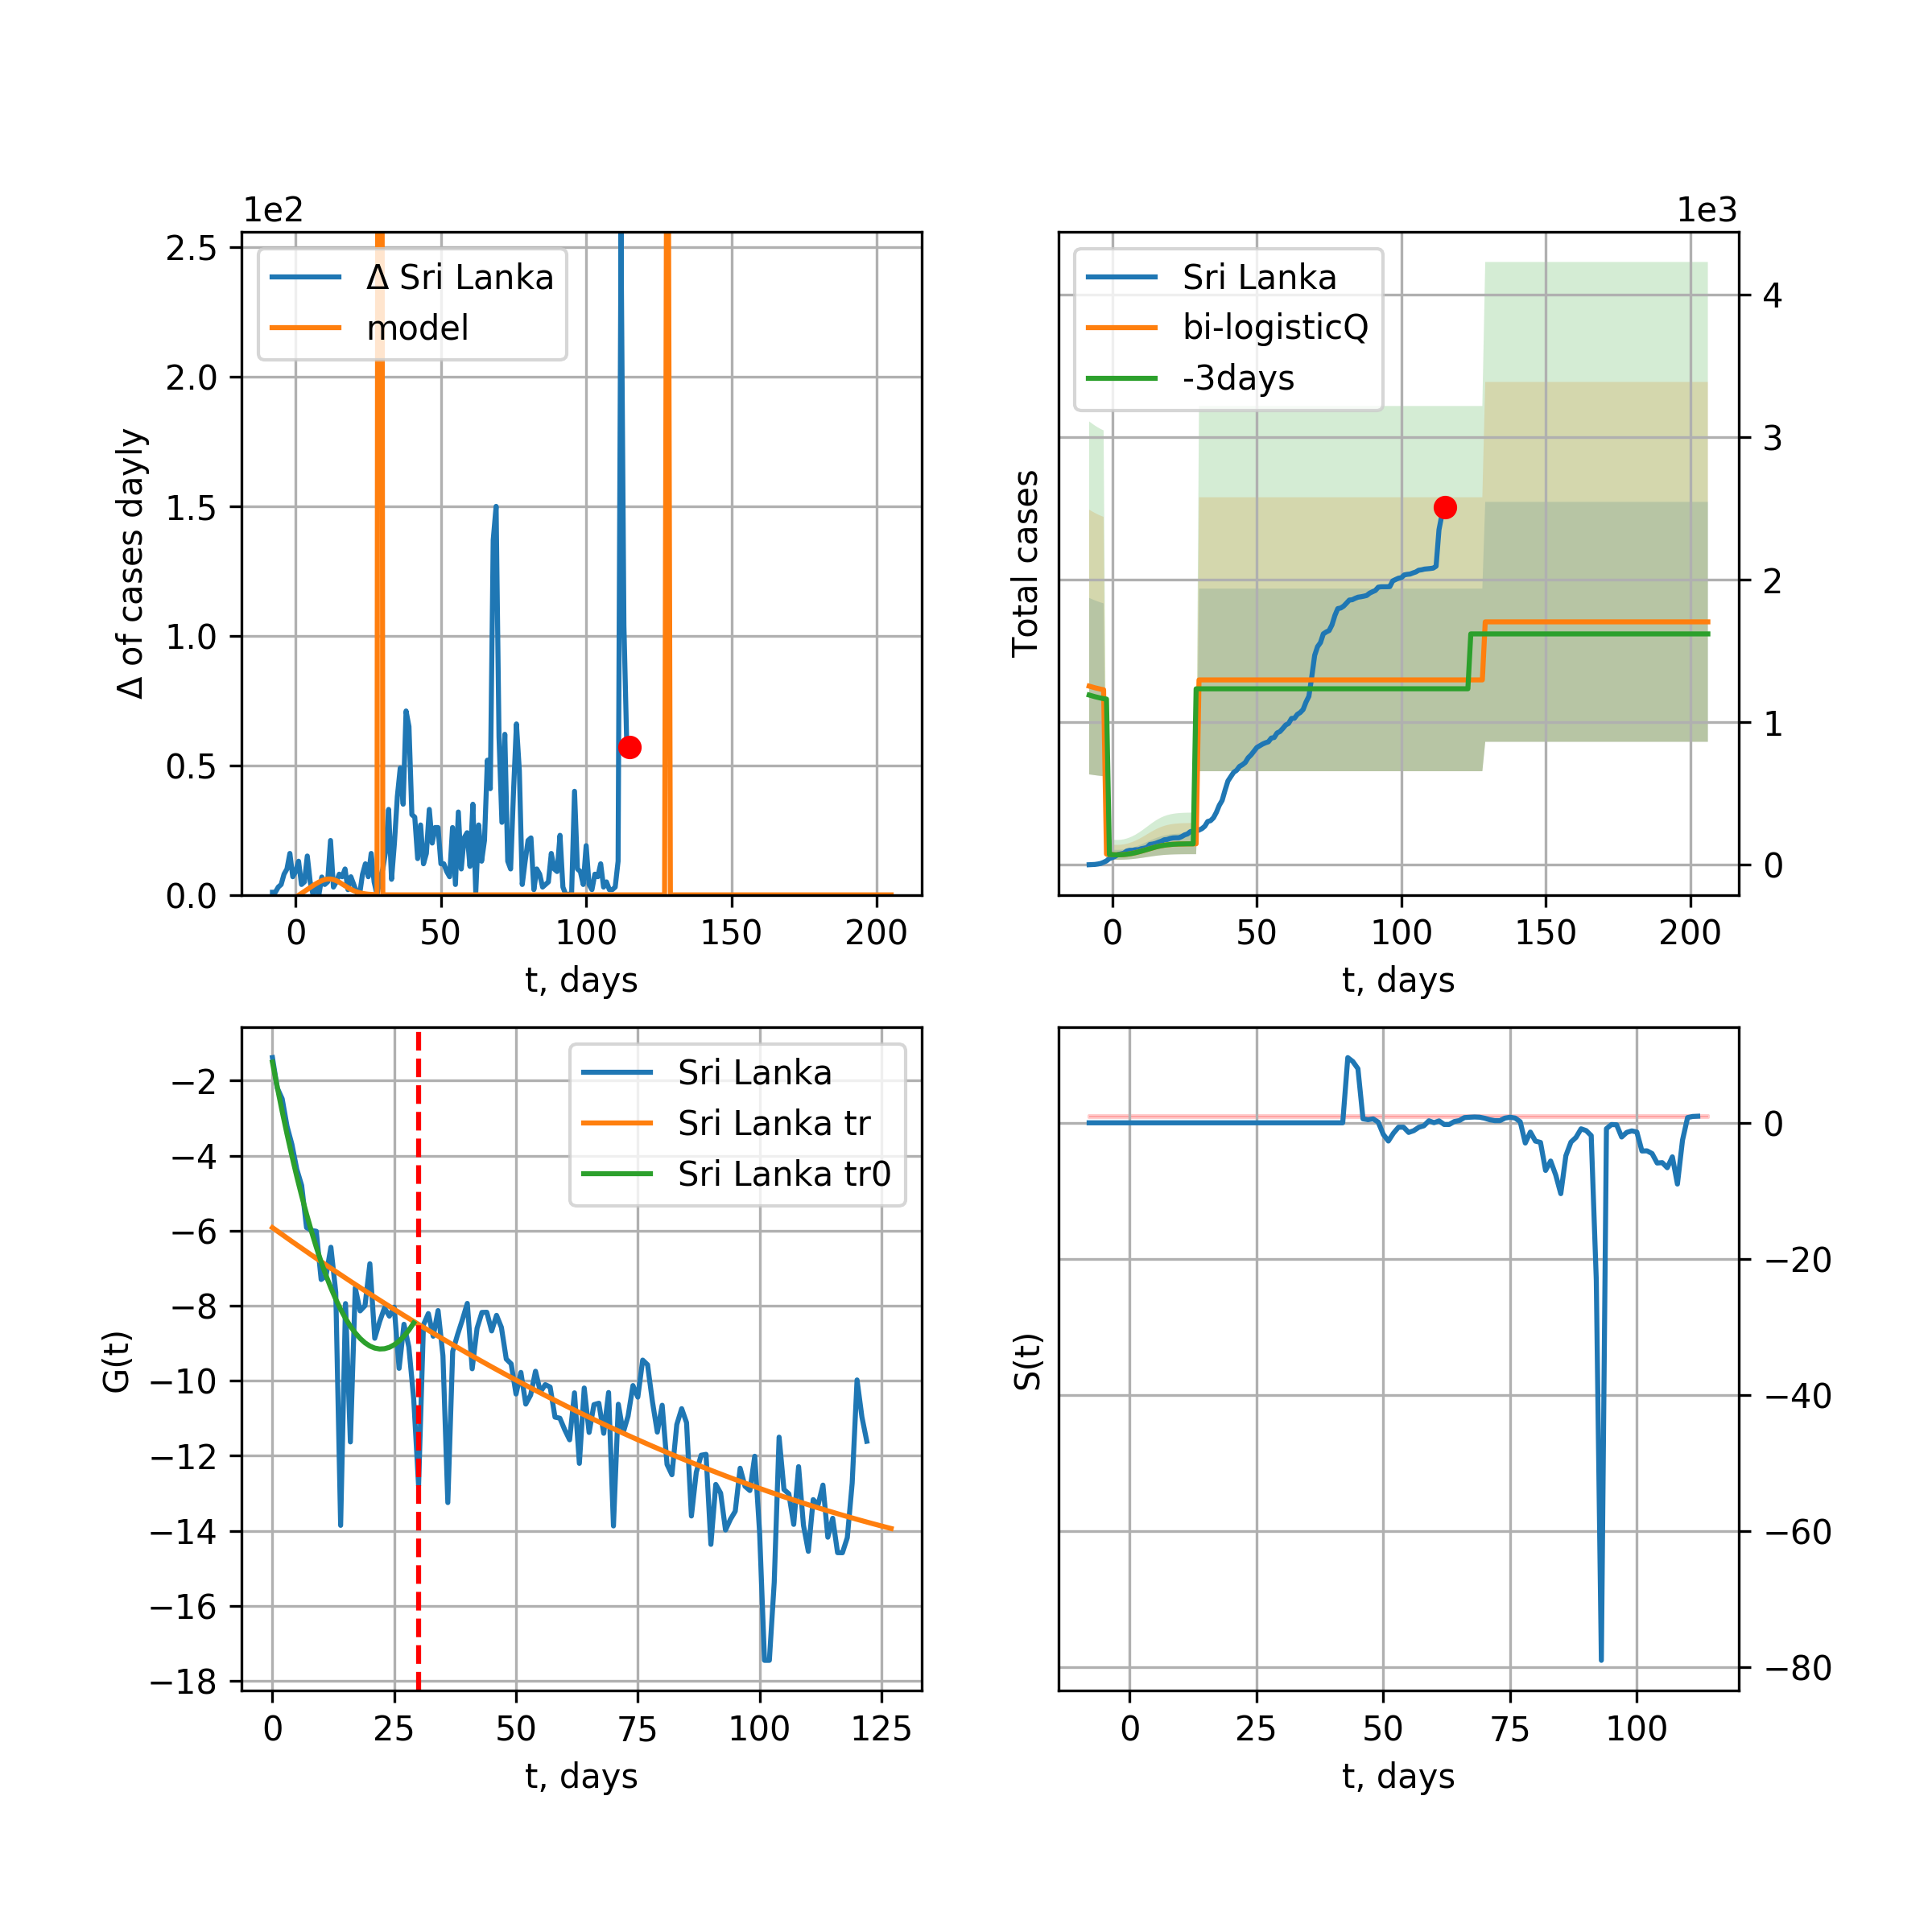 1e2
2.5
2.0
1.5
1.0
0.5
0.0
Δ of cases dayly
Δ Sri Lanka
model
0 50 100 150 200
t, days
1e3
4
3
2
1
0
Total cases
Sri Lanka
bi-logisticQ
-3days
0 50 100 150 200
t, days
−2
−4
−6
−8
−10
−12
−14
−16
−18
G(t)
Sri Lanka
Sri Lanka tr
Sri Lanka tr0
0 25 50 75 100 125
t, days
0
−20
−40
−60
−80
S(t)
0 25 50 75 100
t, days